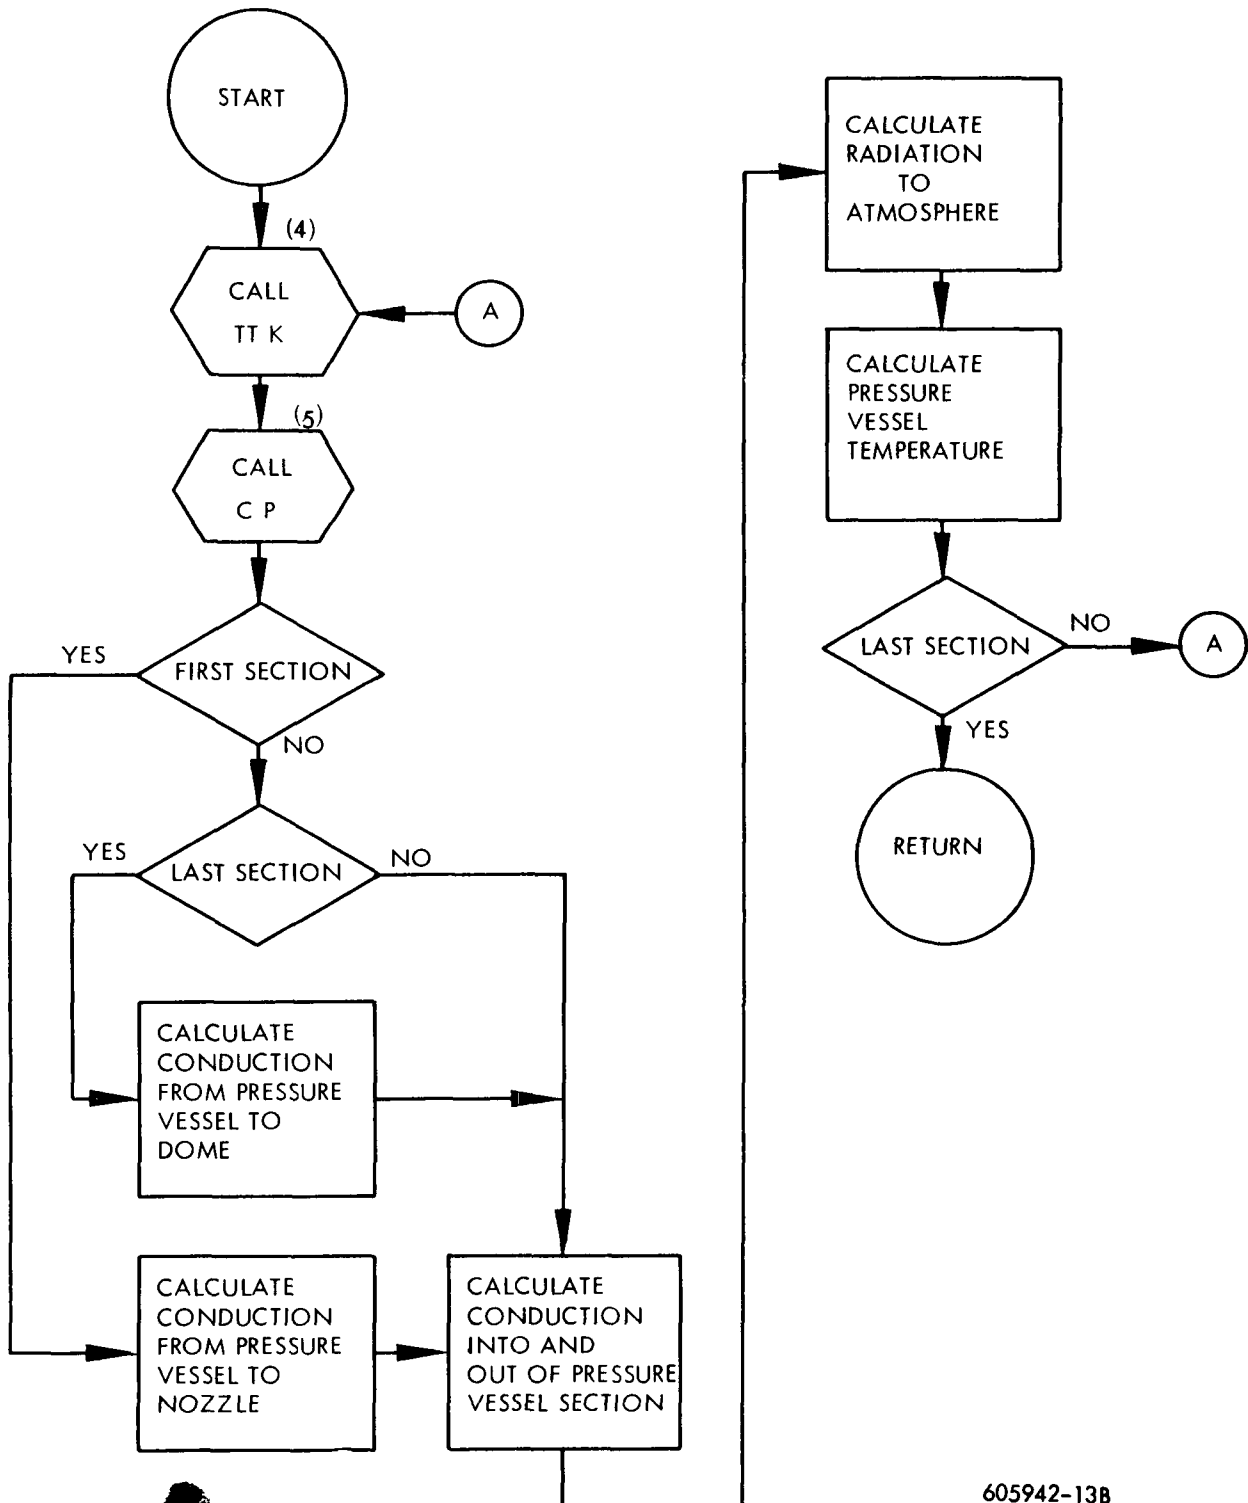 START
(4)
CALL
TT K
A
(5)
CALL
C P
YES
FIRST SECTION
NO
YES
LAST SECTION
NO
CALCULATE
CONDUCTION
FROM PRESSURE
VESSEL TO
DOME
CALCULATE
CONDUCTION
FROM PRESSURE
VESSEL TO
NOZZLE
CALCULATE
CONDUCTION
INTO AND
OUT OF PRESSURE
VESSEL SECTION
CALCULATE
RADIATION
TO
ATMOSPHERE
CALCULATE
PRESSURE
VESSEL
TEMPERATURE
LAST SECTION
NO
A
YES
RETURN
605942-13B